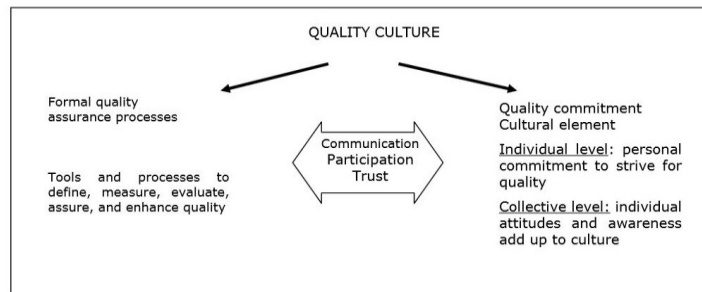 QUALITY CULTURE
Formal quality
assurance processes
Tools and processes to
define, measure, evaluate,
assure, and enhance quality
Communication
Participation
Trust
Quality commitment
Cultural element
Individual level: personal
commitment to strive for
quality
Collective level: individual
attitudes and awareness
add up to culture